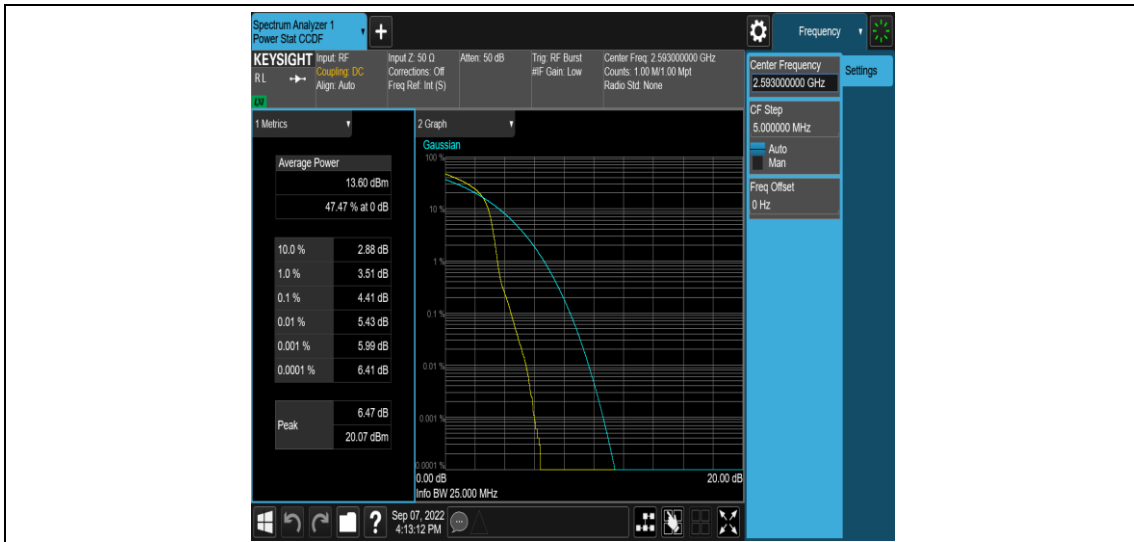 Spectrum Analyzer 1
Power Stat CCDF
Frequency
KEYSIGHT
RL
LM
Input: RF
Coupling: DC
Align: Auto
Input Z: 50 Ω
Corrections: Off
Freq Ref: Int (S)
Atten: 50 dB
Trig: RF Burst
#IF Gain: Low
Center Freq: 2.593000000 GHz
Counts: 1.00 M/1.00 Mpt
Radio Std: None
Center Frequency
2.593000000 GHz
Settings
CF Step
5.000000 MHz
Auto
Man
Freq Offset
0 Hz
1 Metrics
Average Power
13.60 dBm
47.47 % at 0 dB
10.0 % 2.88 dB
1.0 % 3.51 dB
0.1 % 4.41 dB
0.01 % 5.43 dB
0.001 % 5.99 dB
0.0001 % 6.41 dB
Peak
6.47 dB
20.07 dBm
2 Graph
Gaussian
100 %
10 %
1 %
0.1 %
0.01 %
0.001 %
0.0001 %
0.00 dB 20.00 dB
Info BW 25.000 MHz
Sep 07, 2022
4:13:12 PM